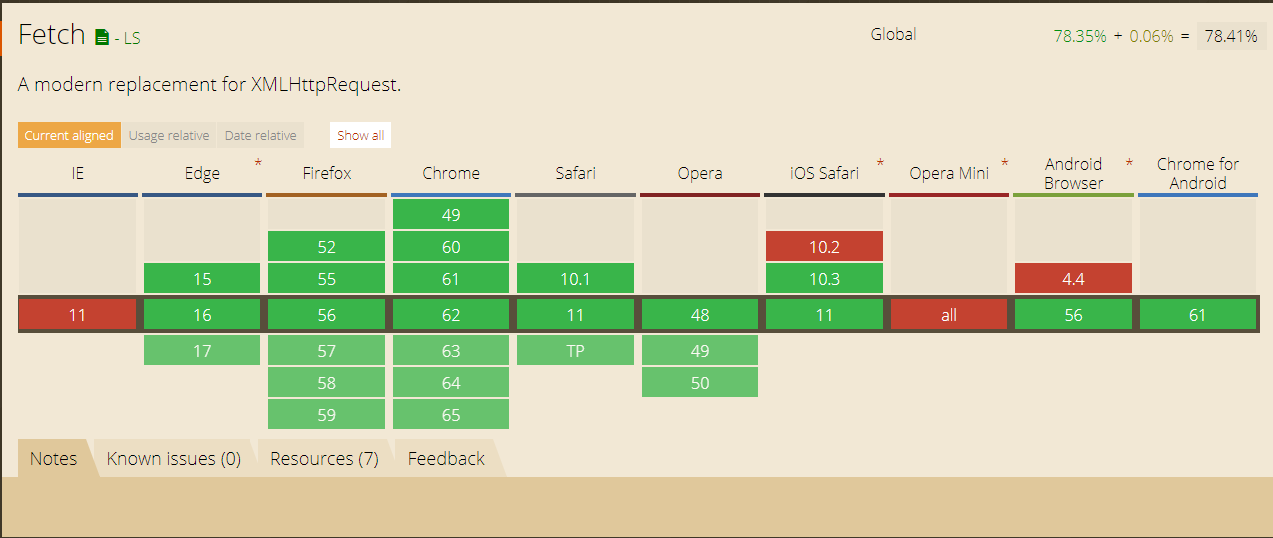 Fetch - LS Global 78.35% + 0.06% = 78.41%
A modern replacement for XMLHttpRequest.
Current aligned Usage relative Date relative Show all
IE Edge * Firefox Chrome Safari Opera iOS Safari * Opera Mini * Android Browser * Chrome for Android
49
52 60 10.2
15 55 61 10.1 10.3 4.4
11 16 56 62 11 48 11 all 56 61
17 57 63 TP 49
58 64 50
59 65
Notes Known issues (0) Resources (7) Feedback